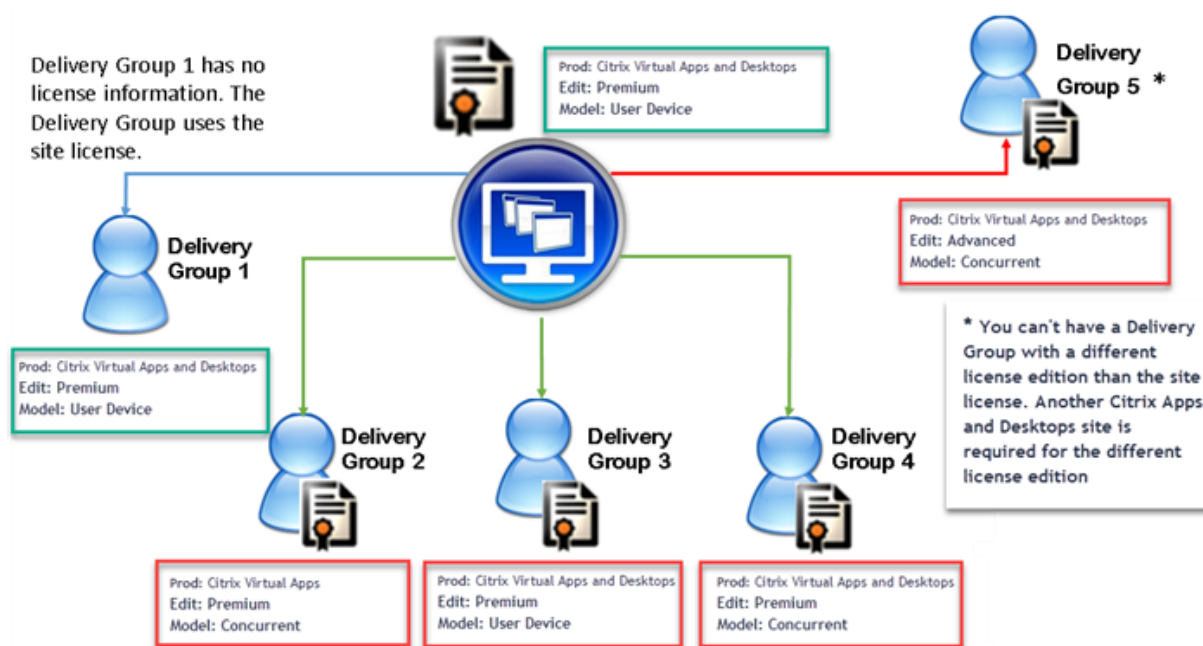 Delivery Group 1 has no
license information. The
Delivery Group uses the
site license.
Prod: Citrix Virtual Apps and Desktops
Edit: Premium
Model: User Device
Delivery
Group 5 *
Prod: Citrix Virtual Apps and Desktops
Edit: Advanced
Model: Concurrent
* You can't have a Delivery
Group with a different
license edition than the site
license. Another Citrix Apps
and Desktops site is
required for the different
license edition
Delivery
Group 1
Prod: Citrix Virtual Apps and Desktops
Edit: Premium
Model: User Device
Delivery
Group 2
Prod: Citrix Virtual Apps
Edit: Premium
Model: Concurrent
Delivery
Group 3
Prod: Citrix Virtual Apps and Desktops
Edit: Premium
Model: User Device
Delivery
Group 4
Prod: Citrix Virtual Apps and Desktops
Edit: Premium
Model: Concurrent